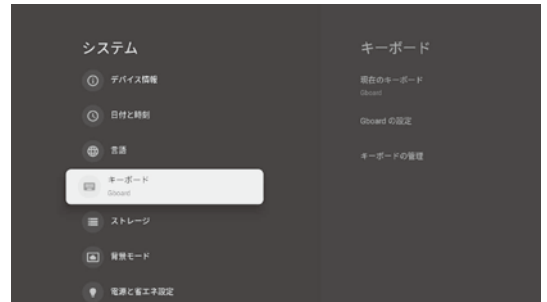 システム
デバイス情報
日付と時刻
言語
キーボード
Gboard
ストレージ
背景モード
電源と省エネ設定
キーボード
現在のキーボード
Gboard
Gboard の設定
キーボードの管理